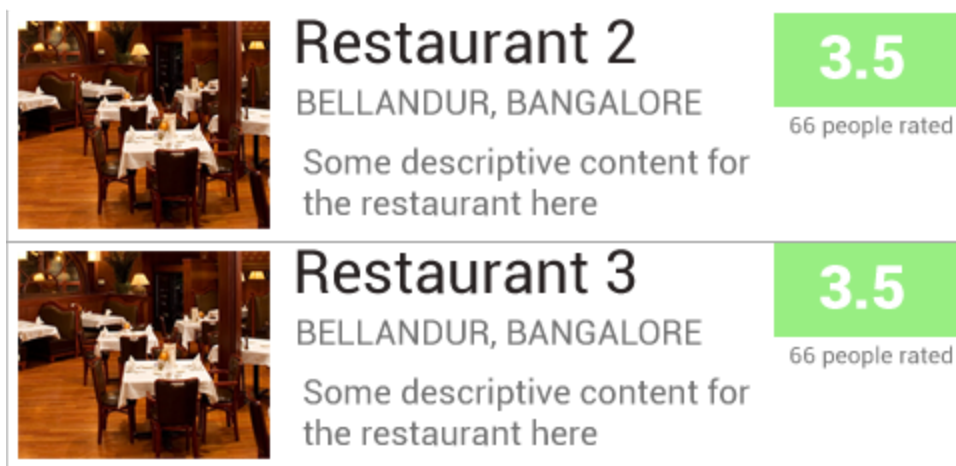 Restaurant 2
3.5
BELLANDUR, BANGALORE
66 people rated
Some descriptive content for
the restaurant here
Restaurant 3
3.5
BELLANDUR, BANGALORE
66 people rated
Some descriptive content for
the restaurant here